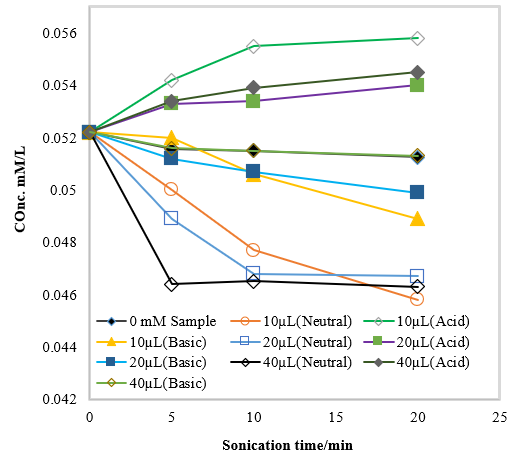 0.056
0.054
0.052
0.05
0.048
0.046
0.044
0.042
COnc. mM/L
0 mM Sample
10µL(Neutral)
10µL(Acid)
10µL(Basic)
20µL(Neutral)
20µL(Acid)
20µL(Basic)
40µL(Neutral)
40µL(Acid)
40µL(Basic)
0
5
10
15
20
25
Sonication time/min